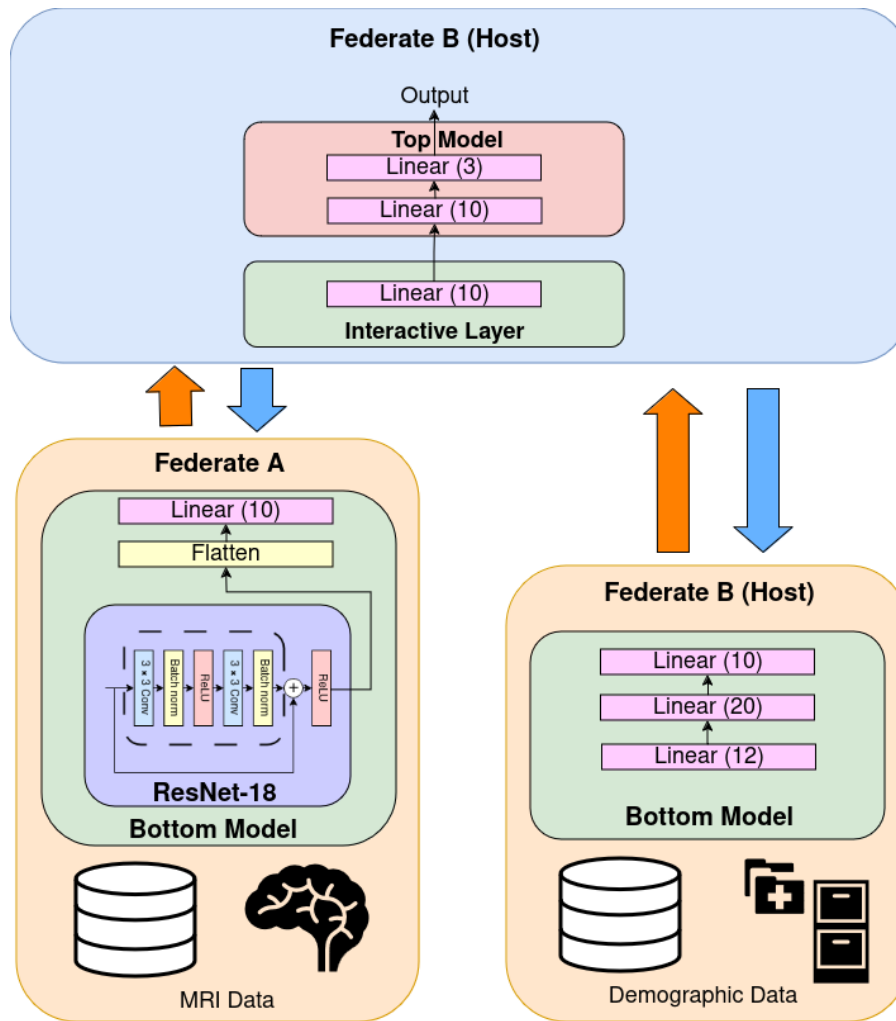 Federate B (Host)
Output
Top Model
Linear (3)
Linear (10)
Linear (10)
Interactive Layer
Federate A
Linear (10)
Flatten
3 × 3 Conv
Batch norm
ReLU
3 × 3 Conv
Batch norm
+
ReLU
ResNet-18
Bottom Model
MRI Data
Federate B (Host)
Linear (10)
Linear (20)
Linear (12)
Bottom Model
Demographic Data